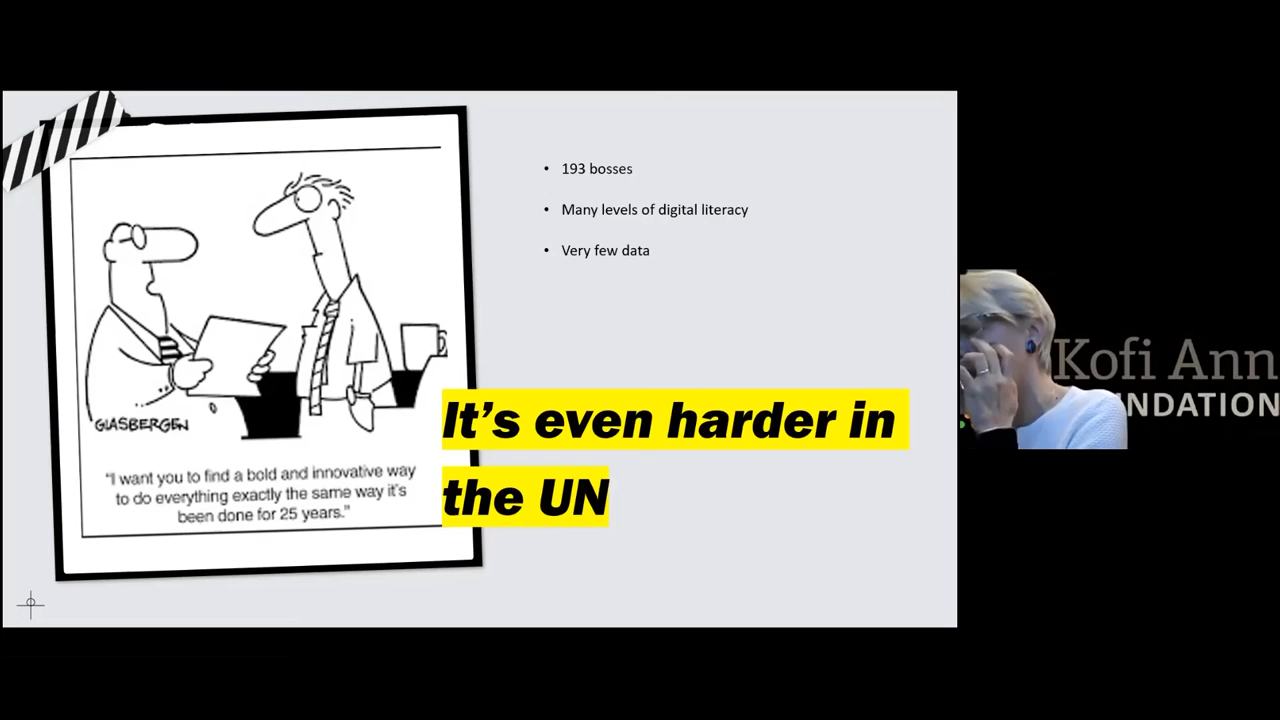 • 193 bosses
• Many levels of digital literacy
• Very few data
GLASBERGEN
"I want you to find a bold and innovative way
to do everything exactly the same way it's
been done for 25 years."
It's even harder in
the UN
Kofi Ann
NDATION